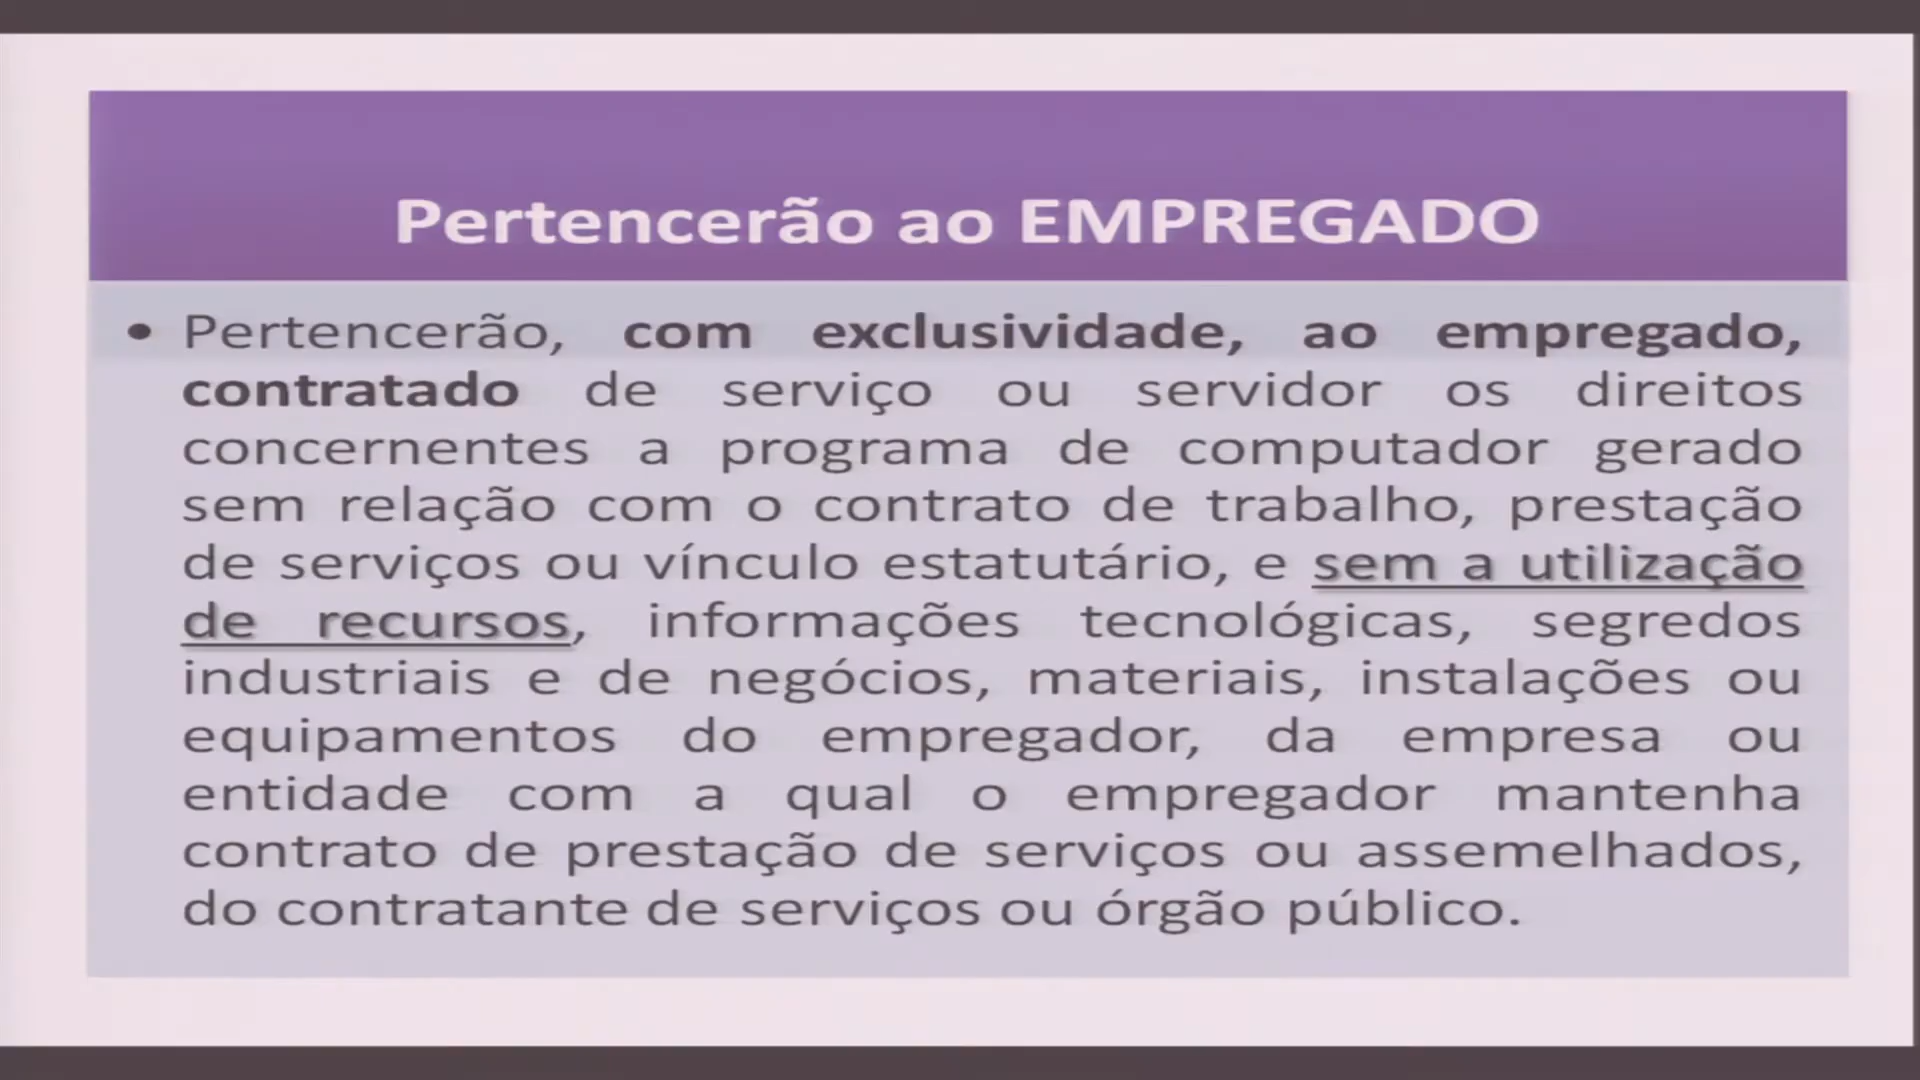 Pertencerão ao EMPREGADO
• Pertencerão, com exclusividade, ao empregado,
contratado de serviço ou servidor os direitos
concernentes a programa de computador gerado
sem relação com o contrato de trabalho, prestação
de serviços ou vínculo estatutário, e sem a utilização
de recursos, informações tecnológicas, segredos
industriais e de negócios, materiais, instalações ou
equipamentos do empregador, da empresa ou
entidade com a qual o empregador mantenha
contrato de prestação de serviços ou assemelhados,
do contratante de serviços ou órgão público.